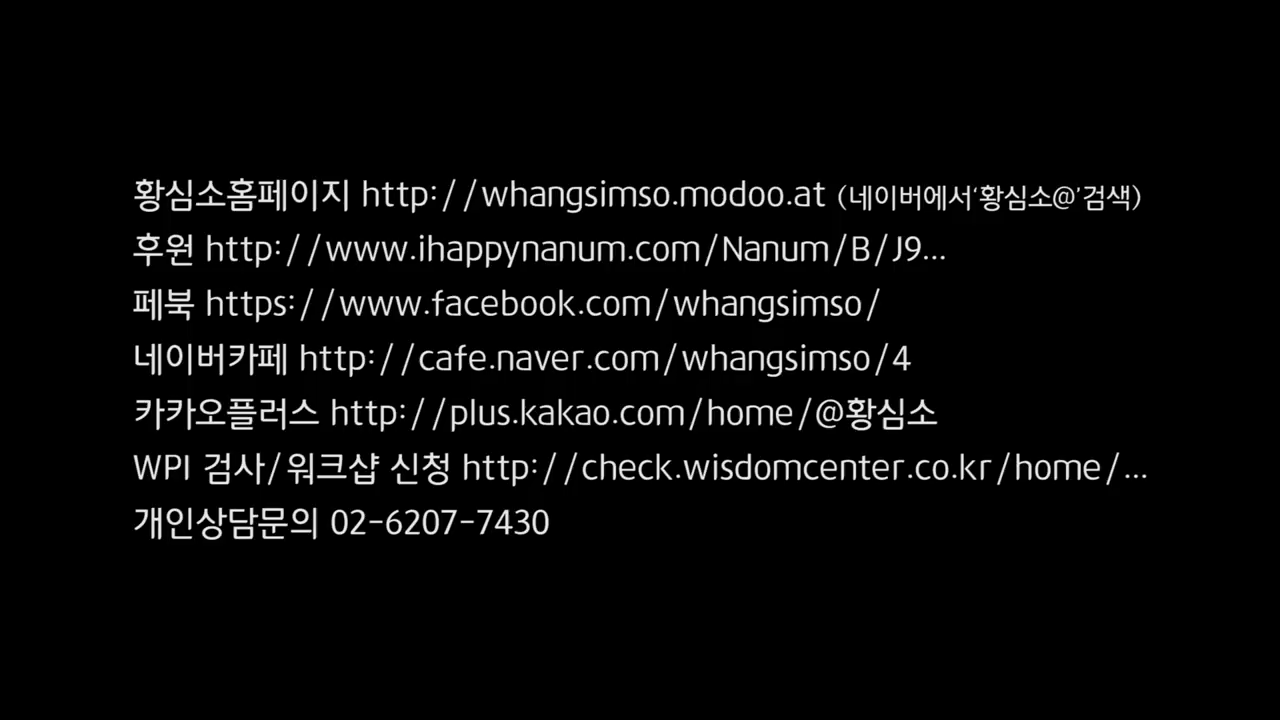 황심소홈페이지 http://whangsimso.modoo.at (네이버에서'황심소@'검색)
후원 http://www.ihappynanum.com/Nanum/B/J9...
페북 https://www.facebook.com/whangsimso/
네이버카페 http://cafe.naver.com/whangsimso/4
카카오플러스 http://plus.kakao.com/home/@황심소
WPI 검사/워크샵 신청 http://check.wisdomcenter.co.kr/home/...
개인상담문의 02-6207-7430